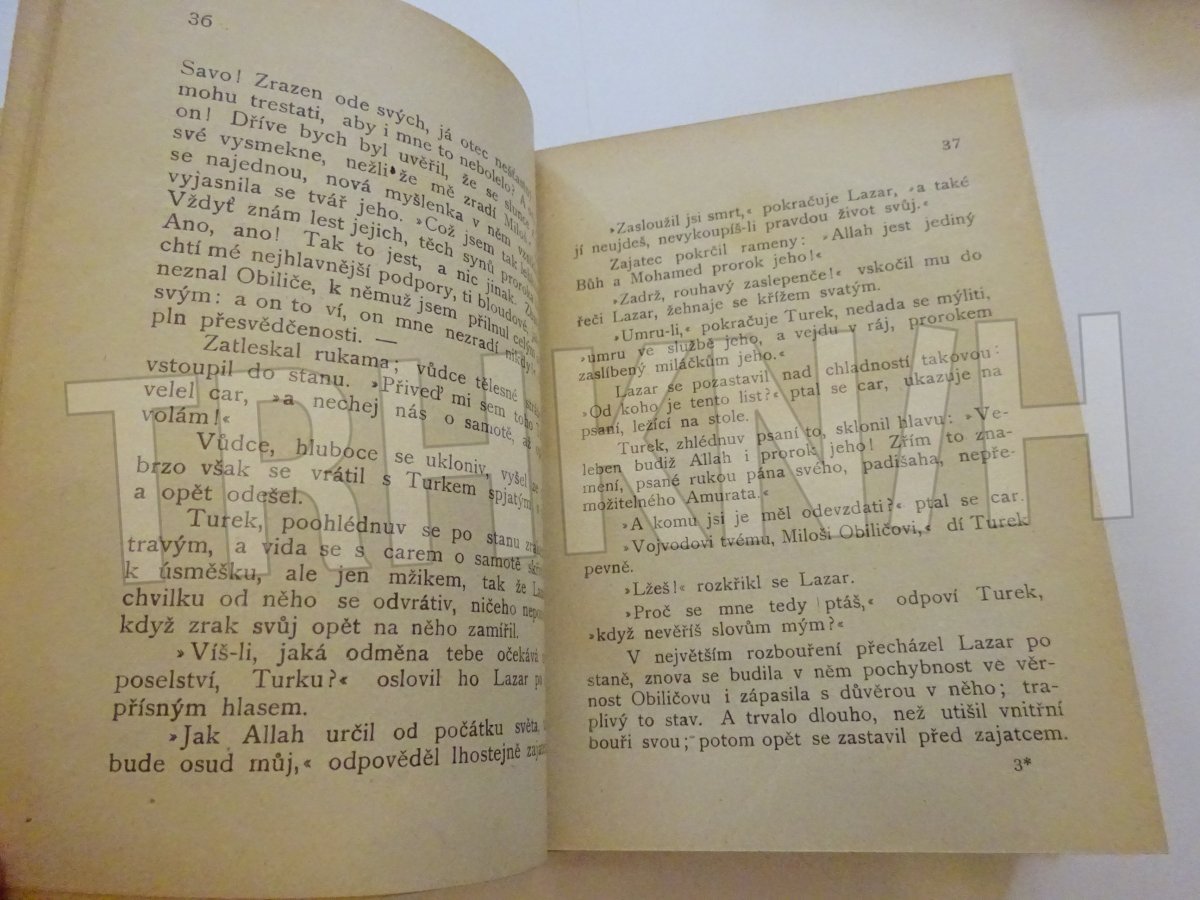 36
Savo! Zrazen ode svých, já otec nešťastný
mohu trestati, aby i mne to nebolelo? A
on! Dříve bych byl uvěřil, že se slunce
své vysmekne, nežli že mě zradí Miloš.
se najednou, nová myšlenka v něm
vyjasnila se tvář jeho. »Což jsem tak
Vždyť znám lest jejich, těch synů proroka
Ano, ano! Tak to jest, a nic jinak.
chtí mé nejhlavnější podpory, ti bloudové,
neznal Obiliče, k němuž jsem přilnul celým
svým: a on to ví, on mne nezradí nikdy!«
pln přesvědčenosti. —
Zatleskal rukama; vůdce tělesné
vstoupil do stanu. »Přiveď mi sem toho
velel car, »a nechej nás o samotě, až
volám!«
Vůdce, hluboce se ukloniv, vyšel
brzo však se vrátil s Turkem spjatým
a opět odešel.
Turek, poohlédnuv se po stanu
travým, a vida se s carem o samotě
k úsměšku, ale jen mžikem, tak že
chvilku od něho se odvrátiv, ničeho
když zrak svůj opět na něho zamířil.
»Víš-li, jaká odměna tebe očekává
poselství, Turku?« oslovil ho Lazar
přísným hlasem.
»Jak Allah určil od počátku světa,
bude osud můj,« odpověděl lhostejně
37
»Zasloužil jsi smrt,« pokračuje Lazar, »a také
jí neujdeš, nevykoupíš-li pravdou život svůj.«
Zajatec pokrčil rameny: »Allah jest jediný
Bůh a Mohamed prorok jeho!«
»Zadrž, rouhavý zaslepenče!« vskočil mu do
řeči Lazar, žehnaje se křížem svatým.
»Umru-li,« pokračuje Turek, nedada se mýliti,
»umru ve službě jeho, a vejdu v ráj, prorokem
zaslíbený miláčkům jeho.«
Lazar se pozastavil nad chladností takovou:
»Od koho je tento list?« ptal se car, ukazuje na
psaní, ležící na stole.
Turek, zhlédnuv psaní to, sklonil hlavu: »Ve-
leben budiž Allah i prorok jeho! Zřím to zna-
mení, psané rukou pána svého, padišaha, nepře-
možitelného Amurata.«
»A komu jsi je měl odevzdati?« ptal se car.
»Vojvodovi tvému, Miloši Obiličovi,« dí Turek
pevně.
»Lžeš!« rozkřikl se Lazar.
»Proč se mne tedy ptáš,« odpoví Turek,
»když nevěříš slovům mým?«
V největším rozbouření přecházel Lazar po
staně, znova se budila v něm pochybnost ve věr-
nost Obiličovu i zápasila s důvěrou v něho; tra-
plivý to stav. A trvalo dlouho, než utišil vnitřní
bouři svou; potom opět se zastavil před zajatcem.
3*
TRH KNIH